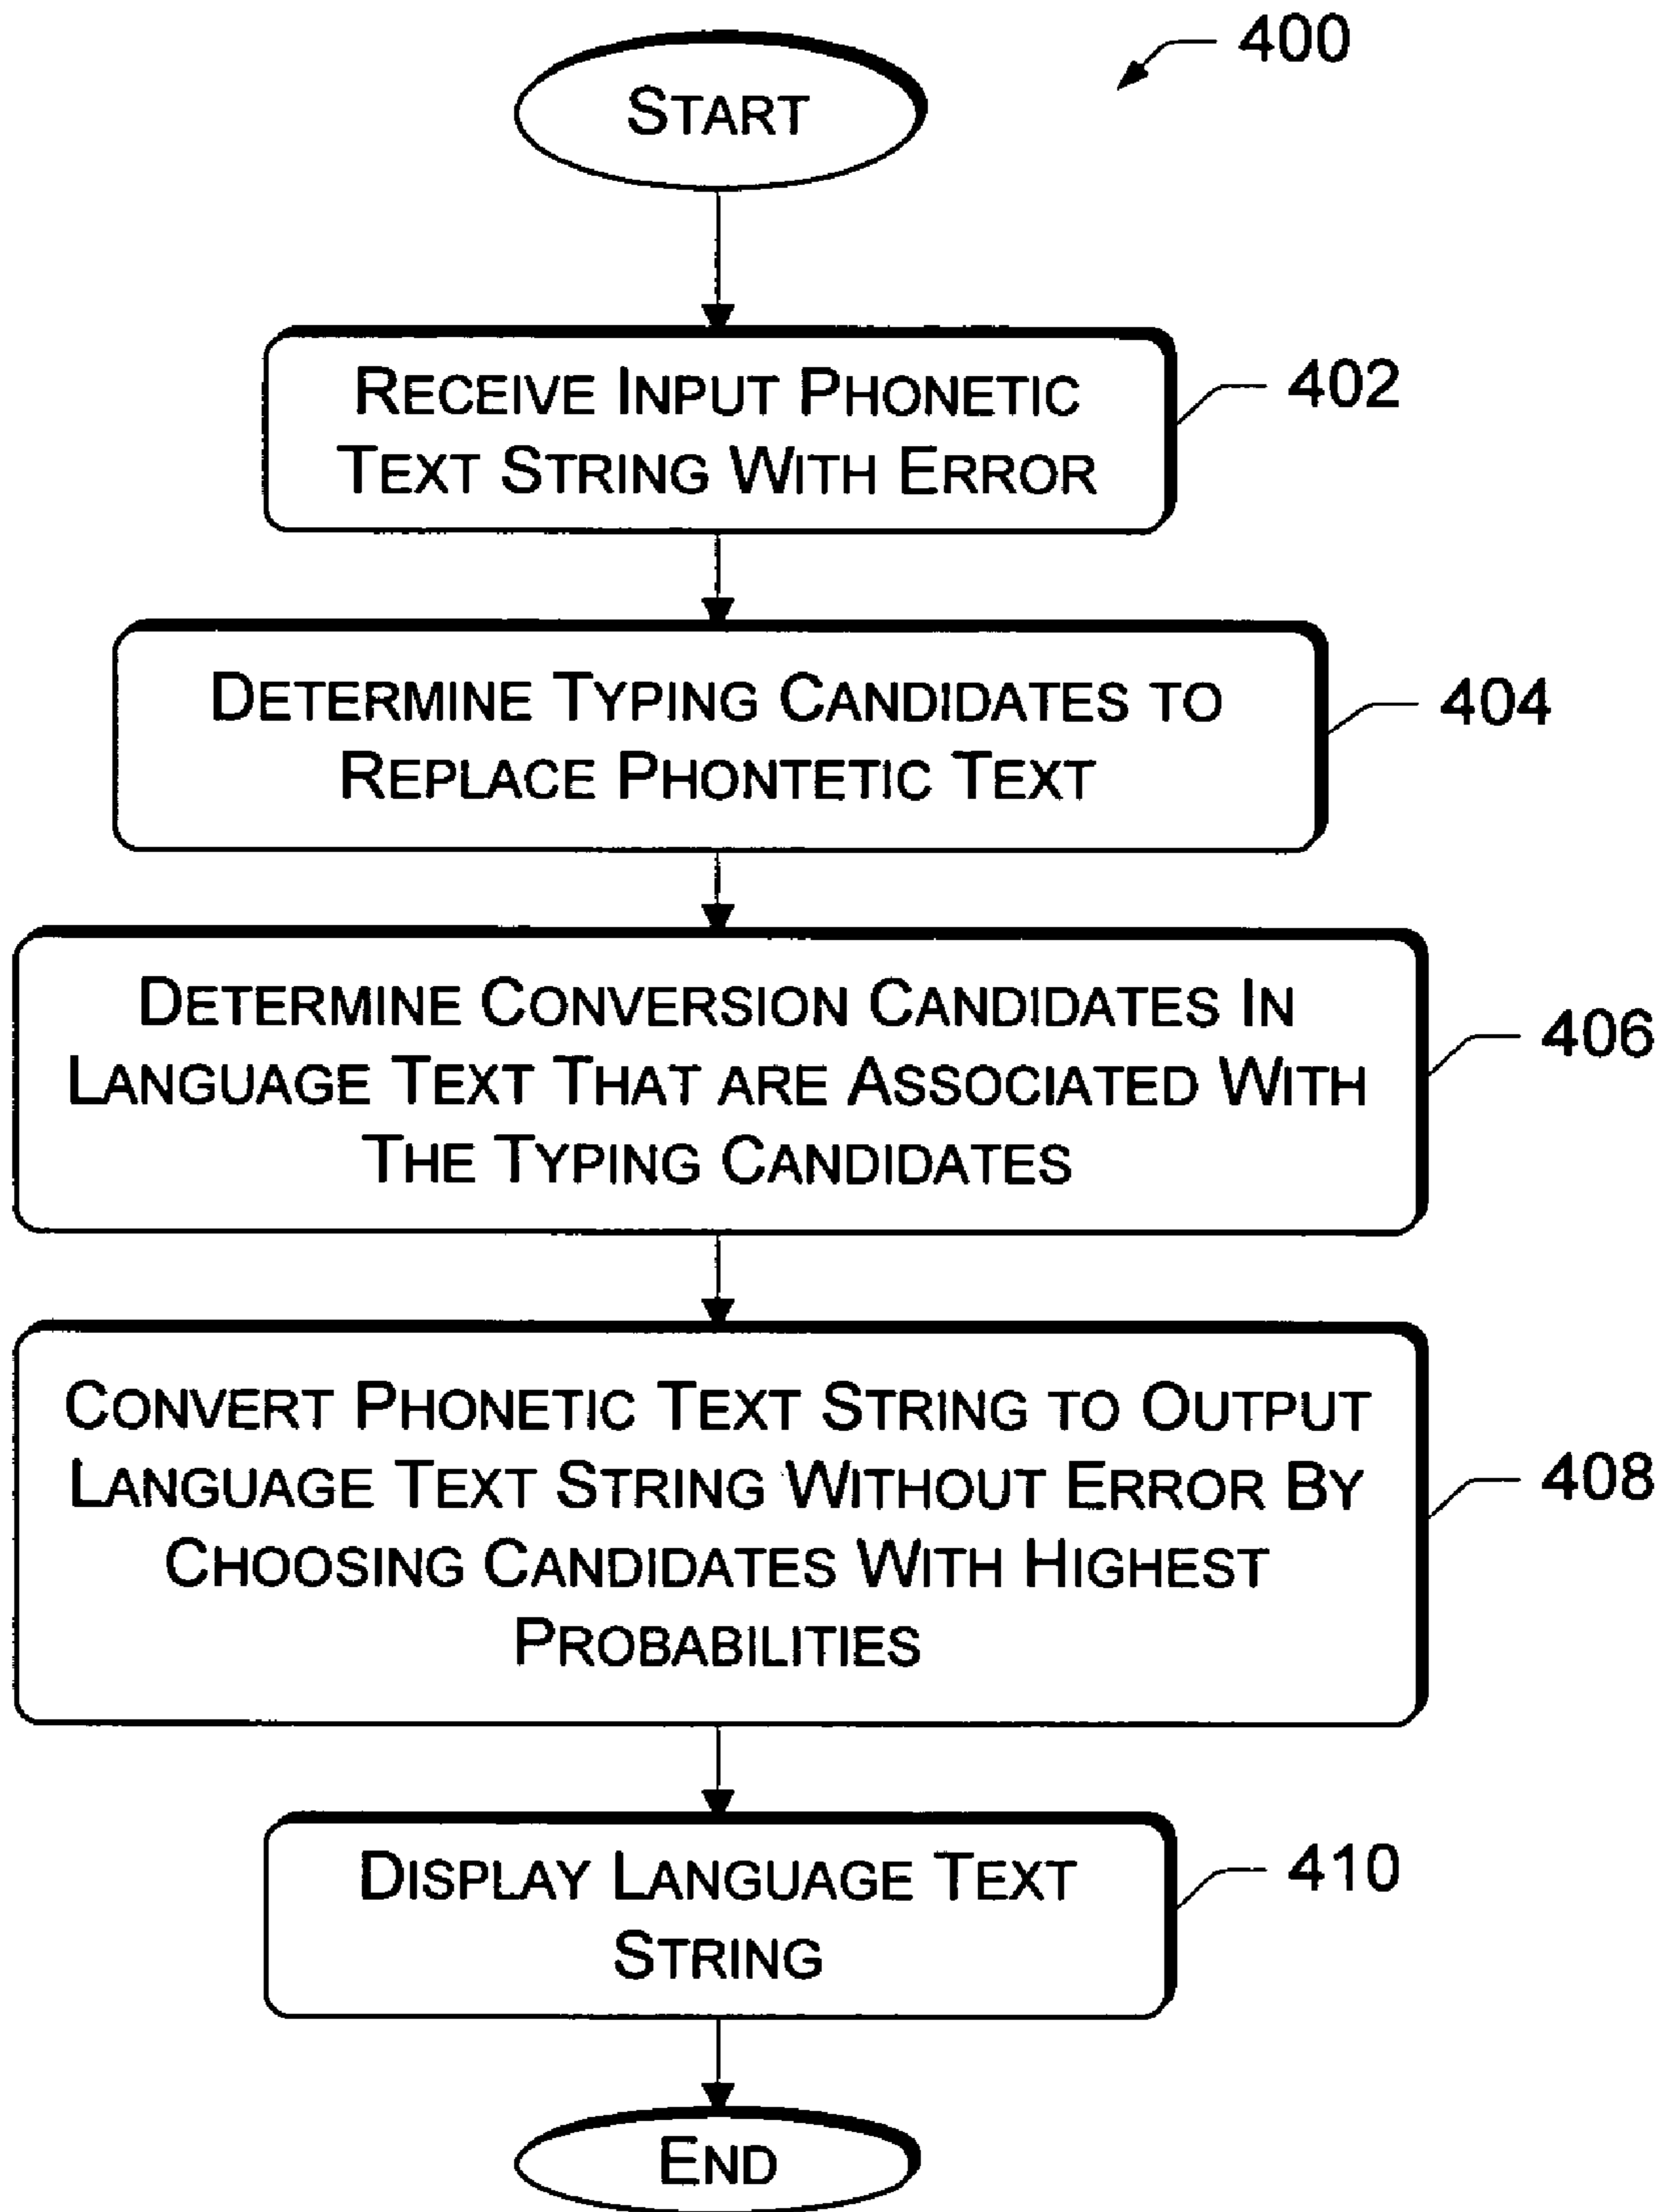 400
START
RECEIVE INPUT PHONETIC
TEXT STRING WITH ERROR
402
DETERMINE TYPING CANDIDATES TO
REPLACE PHONTETIC TEXT
404
DETERMINE CONVERSION CANDIDATES IN
LANGUAGE TEXT THAT ARE ASSOCIATED WITH
THE TYPING CANDIDATES
406
CONVERT PHONETIC TEXT STRING TO OUTPUT
LANGUAGE TEXT STRING WITHOUT ERROR BY
CHOOSING CANDIDATES WITH HIGHEST
PROBABILITIES
408
DISPLAY LANGUAGE TEXT
STRING
410
END